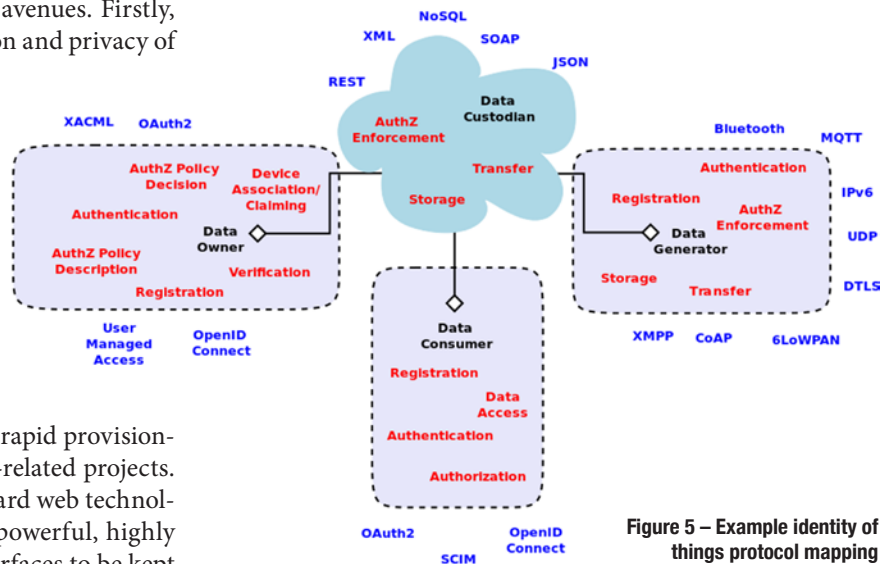 avenues. Firstly,
on and privacy of
NoSQL
XML
SOAP
JSON
REST
Data
Custodian
AuthZ
Enforcement
Transfer
Storage
XACML
OAuth2
AuthZ Policy
Decision
Device
Association/
Claiming
Authentication
Data
Owner
AuthZ Policy
Description
Verification
Registration
User
Managed
Access
OpenID
Connect
Bluetooth
MQTT
IPv6
UDP
DTLS
Authentication
Registration
AuthZ
Enforcement
Data
Generator
Storage
Transfer
XMPP
CoAP
6LoWPAN
Data
Consumer
Registration
Data
Access
Authentication
Authorization
OAuth2
SCIM
OpenID
Connect
rapid provision-
-related projects.
ard web technol-
powerful, highly
rfaces to be kept
Figure 5 – Example identity of
things protocol mapping